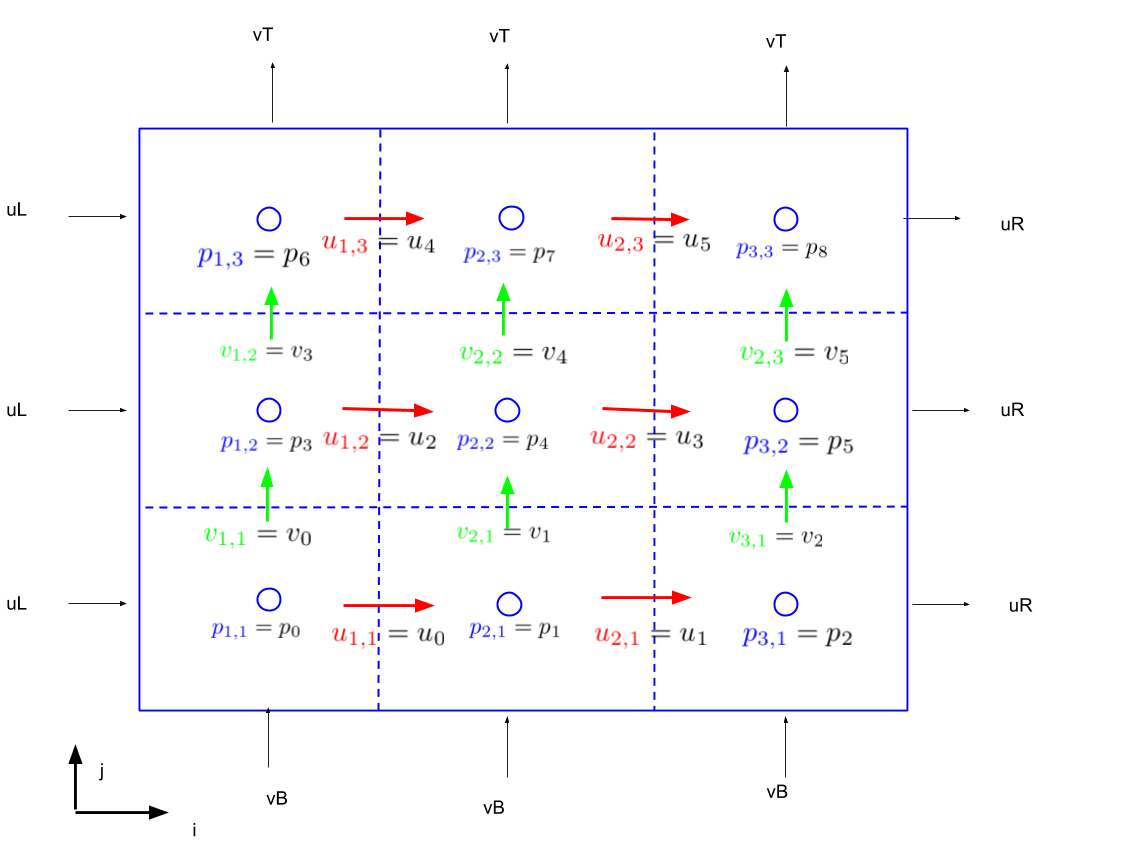 vT vT vT
uL uR
p_{1,3} = p_6 u_{1,3} = u_4 p_{2,3} = p_7 u_{2,3} = u_5 p_{3,3} = p_8
v_{1,2} = v_3 v_{2,2} = v_4 v_{2,3} = v_5
uL uR
p_{1,2} = p_3 u_{1,2} = u_2 p_{2,2} = p_4 u_{2,2} = u_3 p_{3,2} = p_5
v_{1,1} = v_0 v_{2,1} = v_1 v_{3,1} = v_2
uL uR
p_{1,1} = p_0 u_{1,1} = u_0 p_{2,1} = p_1 u_{2,1} = u_1 p_{3,1} = p_2
j
vB vB vB
i